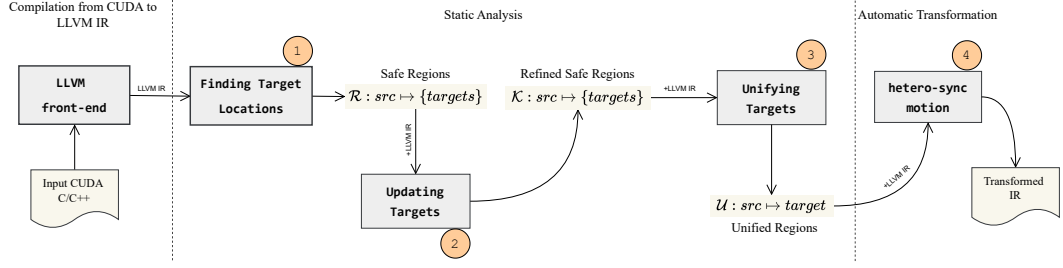 Compilation from CUDA to
LLVM IR
Static Analysis
Automatic Transformation
LLVM
front-end
LLVM IR
Input CUDA
C/C++
1
Finding Target
Locations
Safe Regions
R : src ↦ {targets}
+LLVM IR
Updating
Targets
2
Refined Safe Regions
K : src ↦ {targets}
+LLVM IR
3
Unifying
Targets
U : src ↦ target
Unified Regions
+LLVM IR
4
hetero-sync
motion
Transformed
IR